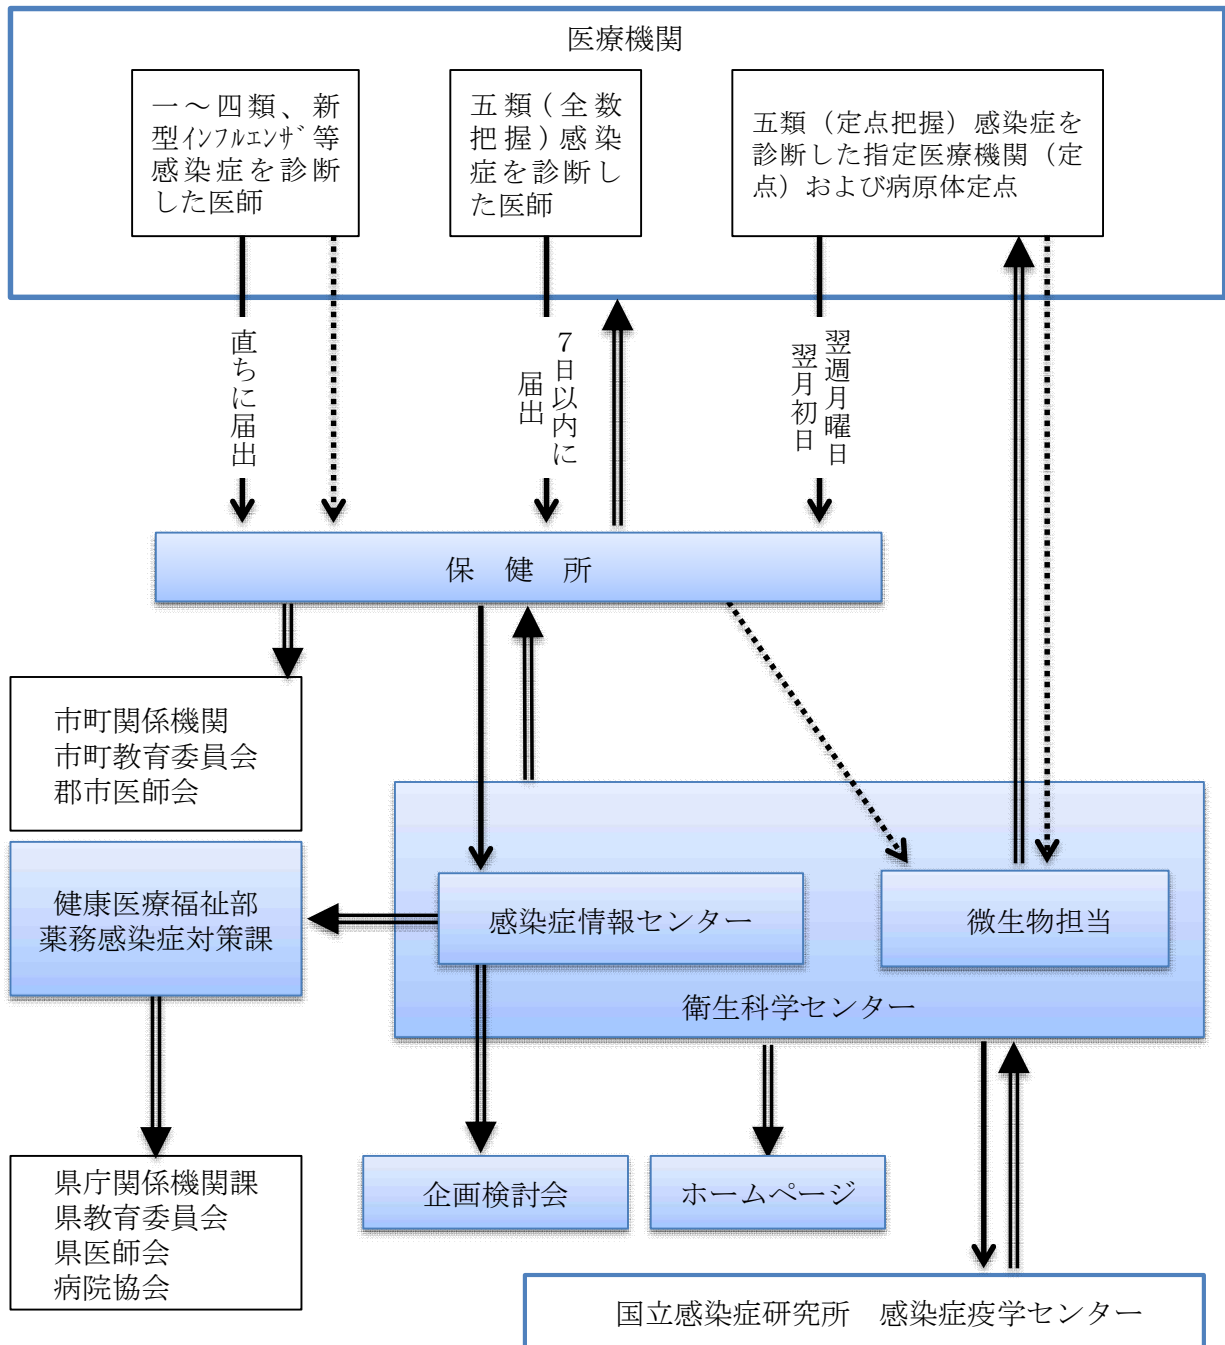 医療機関
一～四類、新
型ｲﾝﾌﾙｴﾝｻﾞ等
感染症を診断
した医師
五類（全数
把握）感染
症を診断し
た医師
五類（定点把握）感染症を
診断した指定医療機関（定
点）および病原体定点
直ちに届出
７日以内に
届出
翌週月曜日
翌月初日
保　健　所
市町関係機関
市町教育委員会
郡市医師会
健康医療福祉部
薬務感染症対策課
感染症情報センター
微生物担当
衛生科学センター
県庁関係機関課
県教育委員会
県医師会
病院協会
企画検討会
ホームページ
国立感染症研究所　感染症疫学センター